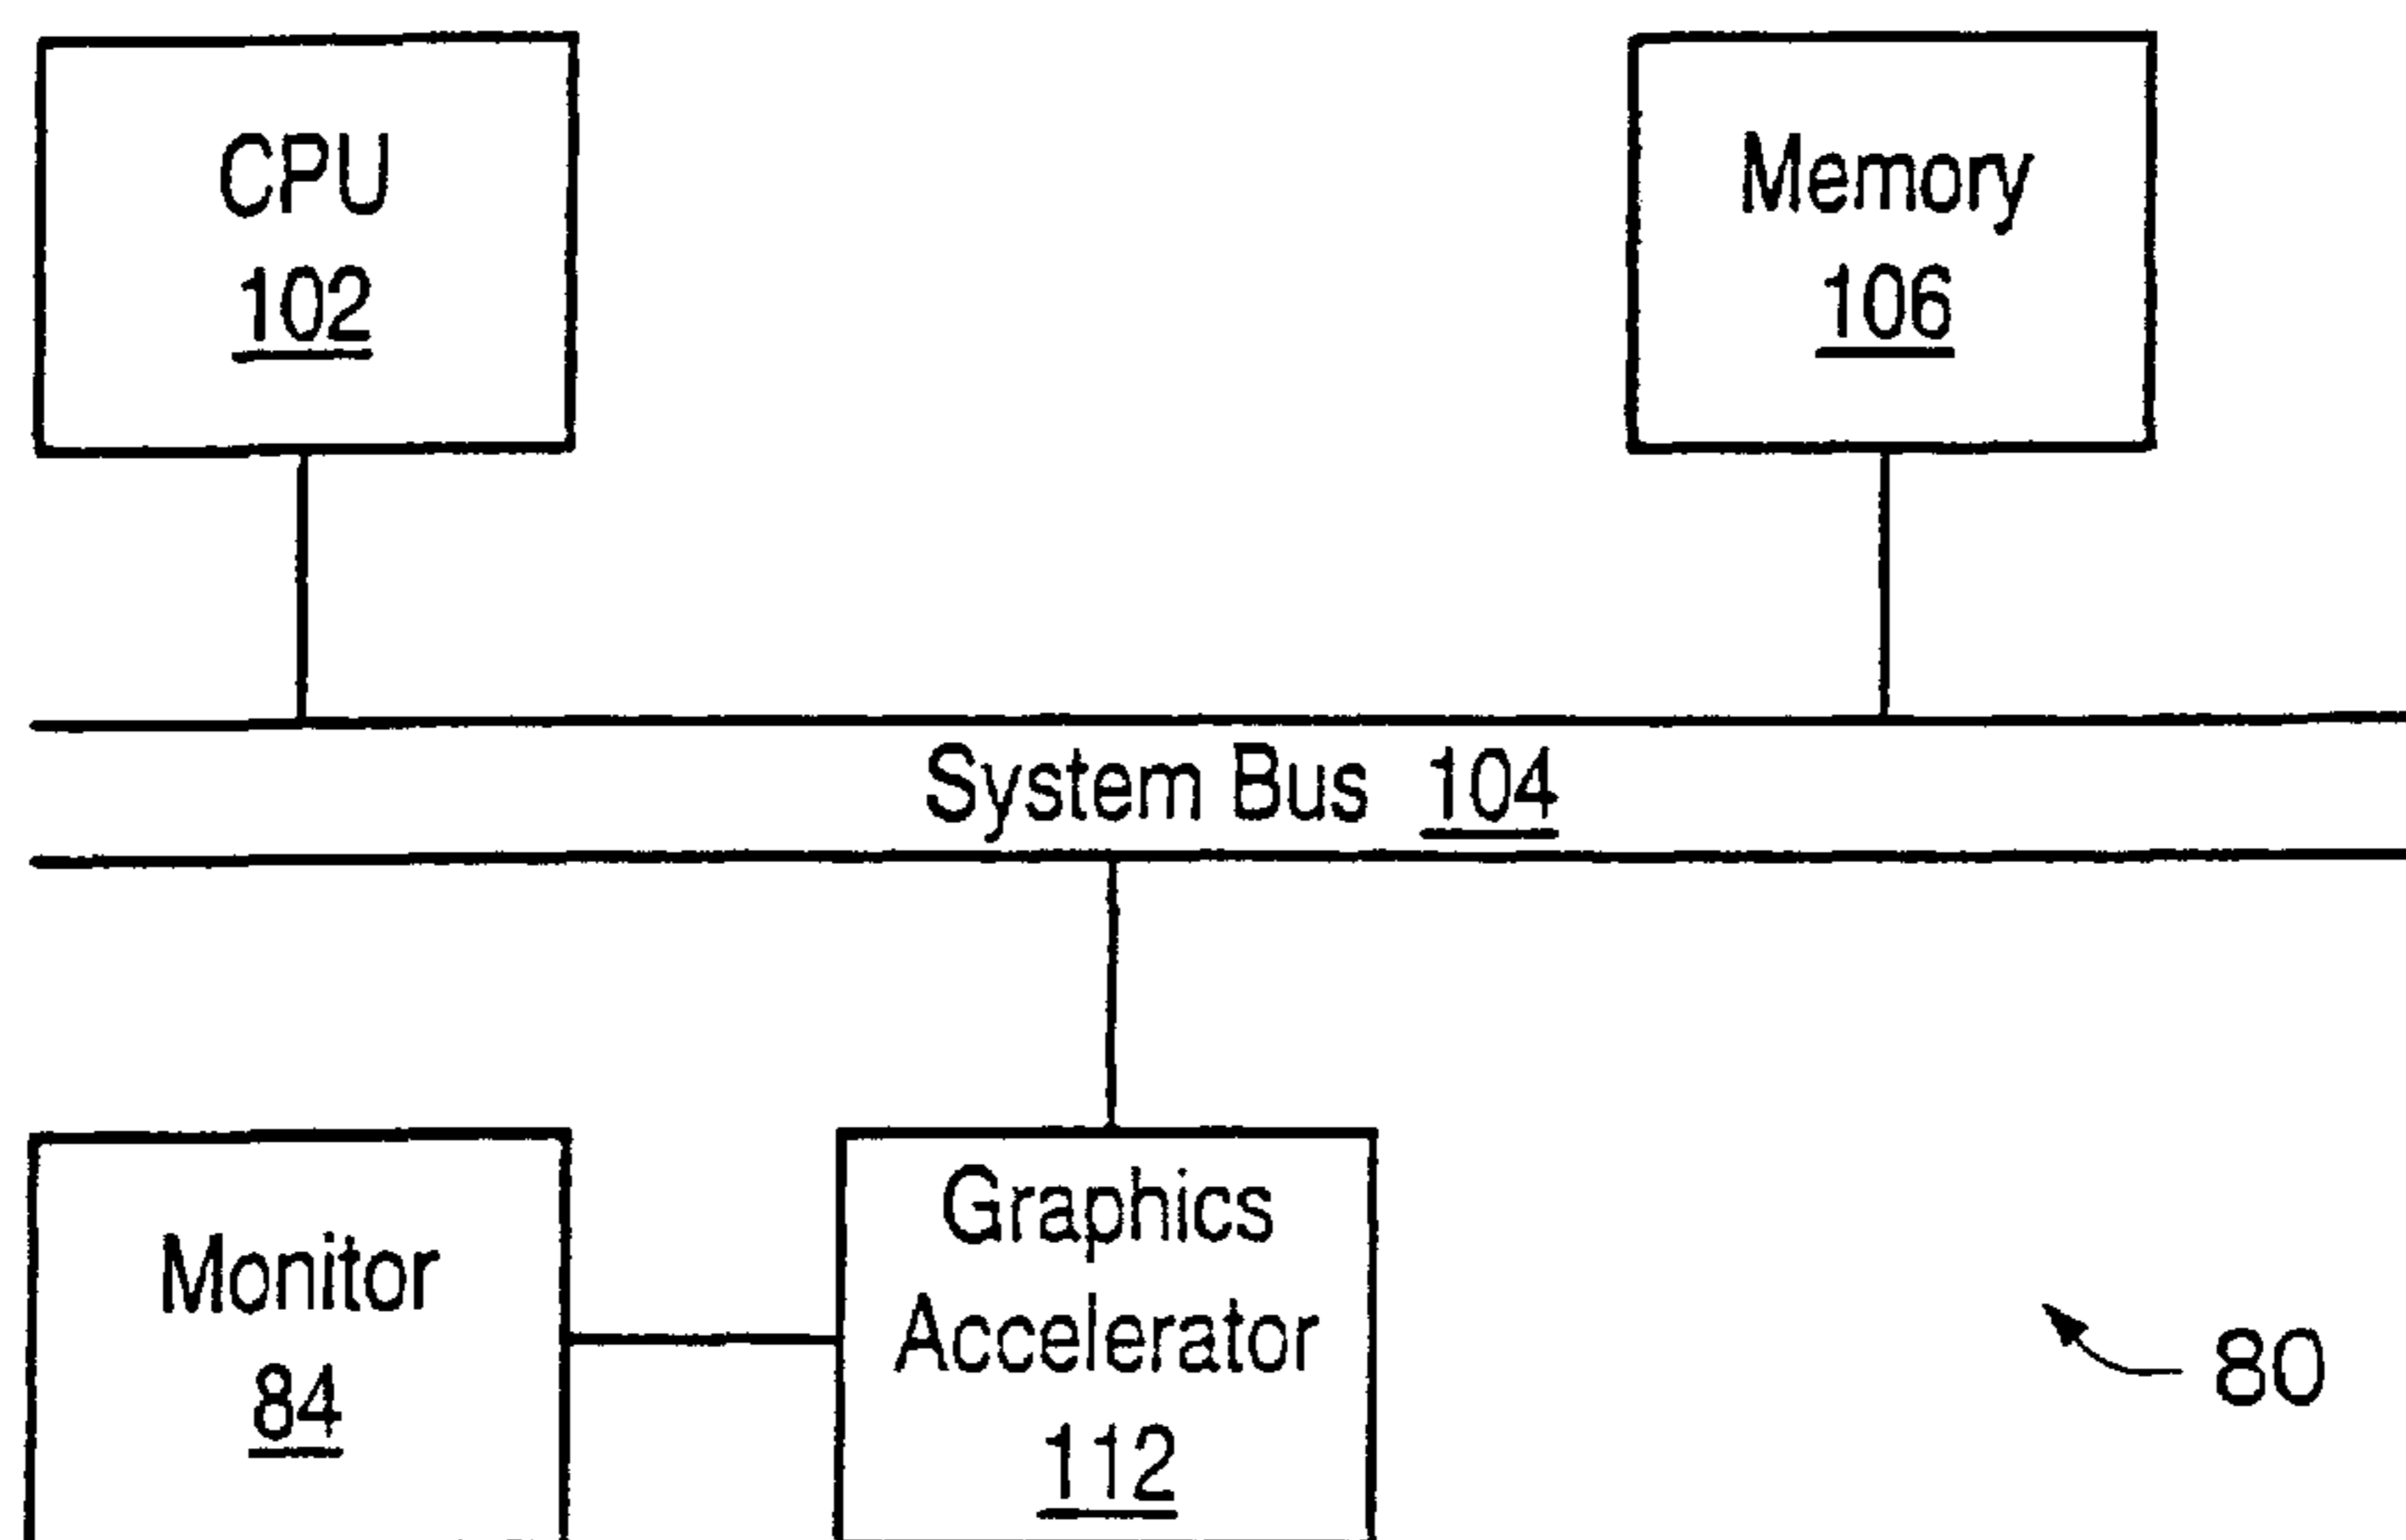 CPU
102
Memory
106
System Bus 104
Monitor
84
Graphics
Accelerator
112
80